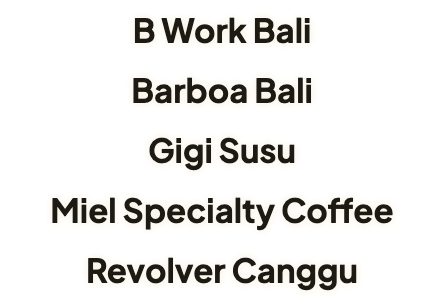 B Work Bali
Barboa Bali
Gigi Susu
Miel Specialty Coffee
Revolver Canggu